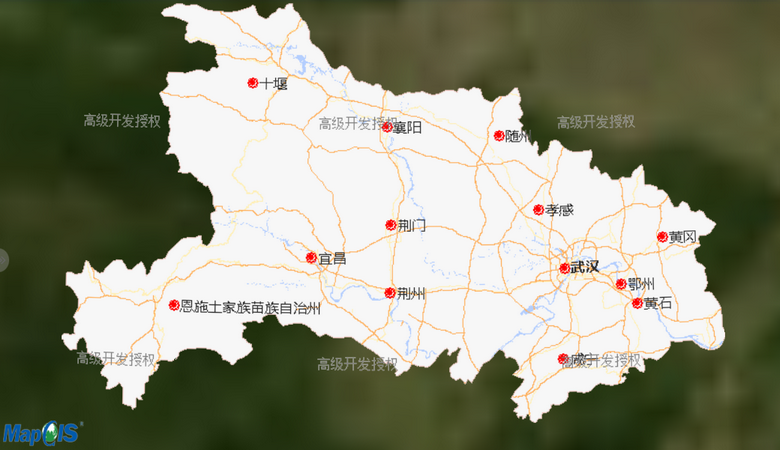 十堰
高级开发授权
高级开发授权
襄阳
高级开发授权
随州
孝感
荆门
黄冈
宜昌
武汉
鄂州
荆州
黄石
恩施土家族苗族自治州
高级开发授权
高级开发授权
高级开发授权
MapGIS